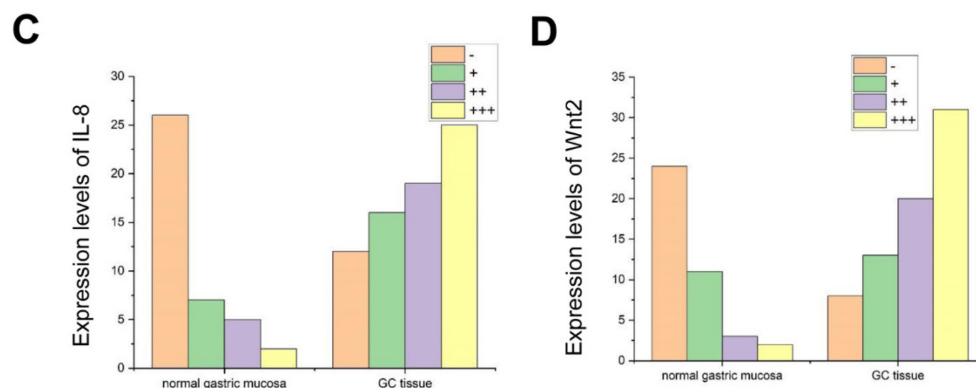 C
-
+
++
+++
30
25
20
15
10
5
0
Expression levels of IL-8
normal gastric mucosa
GC tissue
D
-
+
++
+++
35
30
25
20
15
10
5
0
Expression levels of Wnt2
normal gastric mucosa
GC tissue